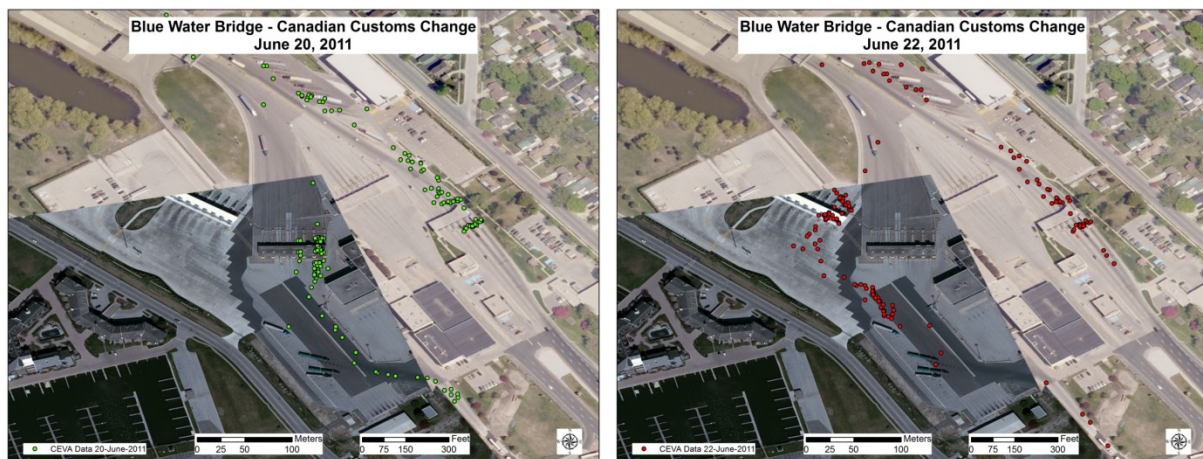 Blue Water Bridge - Canadian Customs Change
June 20, 2011
CEVA Data 20-June-2011
0 25 50 100
Meters
0 75 150 300
Feet
Blue Water Bridge - Canadian Customs Change
June 22, 2011
CEVA Data 22-June-2011
0 25 50 100
Meters
0 75 150 300
Feet